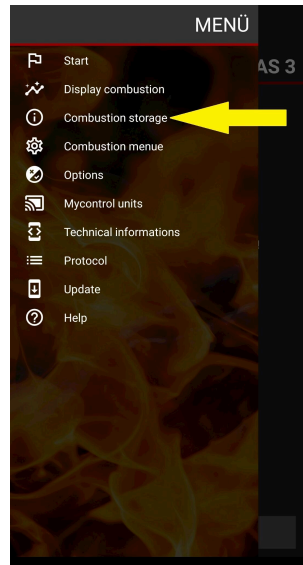 MENÜ
AS 3
Start
Display combustion
Combustion storage
Combustion menue
Options
Mycontrol units
Technical informations
Protocol
Update
Help